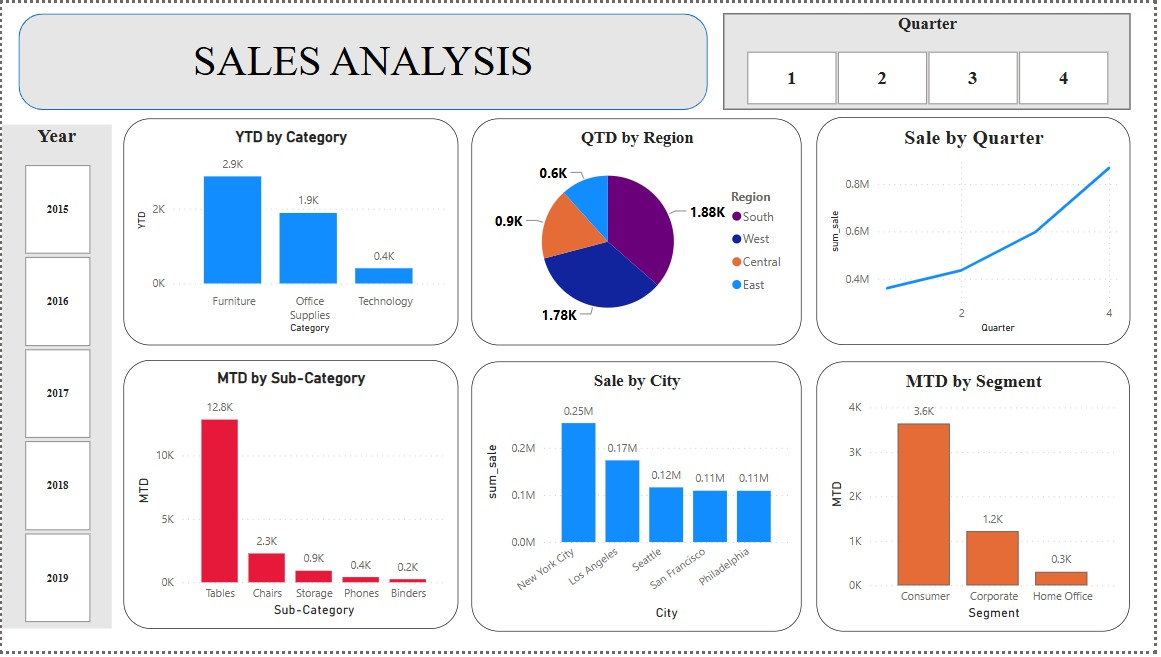 SALES ANALYSIS
Quarter
1 2 3 4
Year
2015
2016
2017
2018
2019
YTD by Category
YTD
2K
0K
2.9K
1.9K
0.4K
Furniture
Office
Supplies
Technology
Category
QTD by Region
0.6K
0.9K
1.88K
1.78K
Region
South
West
Central
East
Sale by Quarter
sum_sale
0.8M
0.6M
0.4M
2 4
Quarter
MTD by Sub-Category
MTD
10K
5K
0K
12.8K
2.3K
0.9K
0.4K
0.2K
Tables Chairs Storage Phones Binders
Sub-Category
Sale by City
sum_sale
0.2M
0.1M
0.0M
0.25M
0.17M
0.12M
0.11M
0.11M
New York City
Los Angeles
Seattle
San Francisco
Philadelphia
City
MTD by Segment
MTD
4K
3K
2K
1K
0K
3.6K
1.2K
0.3K
Consumer Corporate Home Office
Segment